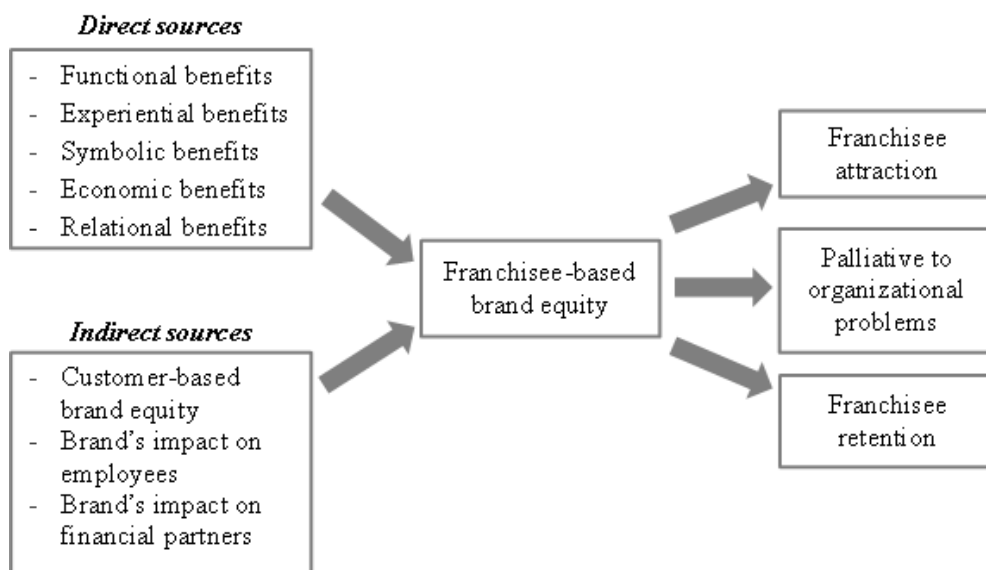 Direct sources
- Functional benefits
- Experiential benefits
- Symbolic benefits
- Economic benefits
- Relational benefits
Indirect sources
- Customer-based
brand equity
- Brand's impact on
employees
- Brand's impact on
financial partners
Franchisee-based
brand equity
Franchisee
attraction
Palliative to
organizational
problems
Franchisee
retention